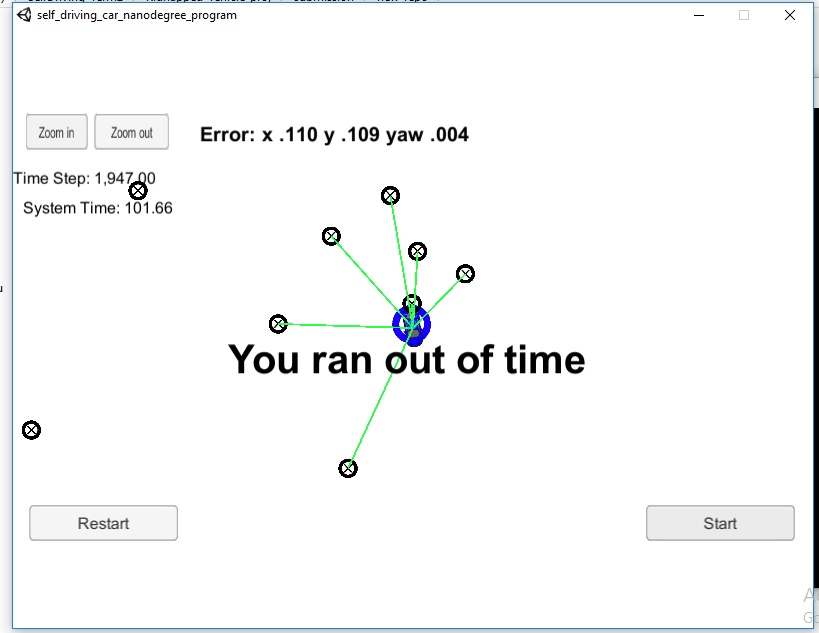 self_driving_car_nanodegree_program
Zoom in
Zoom out
Error: x .110 y .109 yaw .004
Time Step: 1,947.00
System Time: 101.66
You ran out of time
Restart
Start